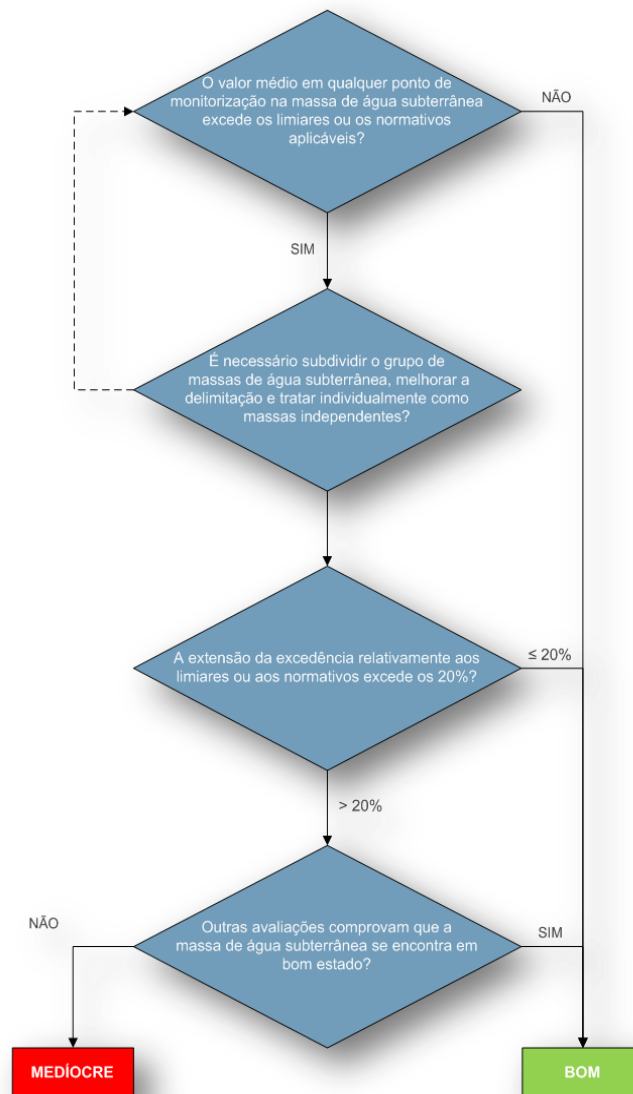 O valor médio em qualquer ponto de
monitorização na massa de água subterrânea
excede os limiares ou os normativos
aplicáveis?
NÃO
SIM
É necessário subdividir o grupo de
massas de água subterrânea, melhorar a
delimitação e tratar individualmente como
massas independentes?
A extensão da excedência relativamente aos
limiares ou aos normativos excede os 20%?
≤ 20%
> 20%
NÃO
Outras avaliações comprovam que a
massa de água subterrânea se encontra em
bom estado?
SIM
MEDÍOCRE
BOM